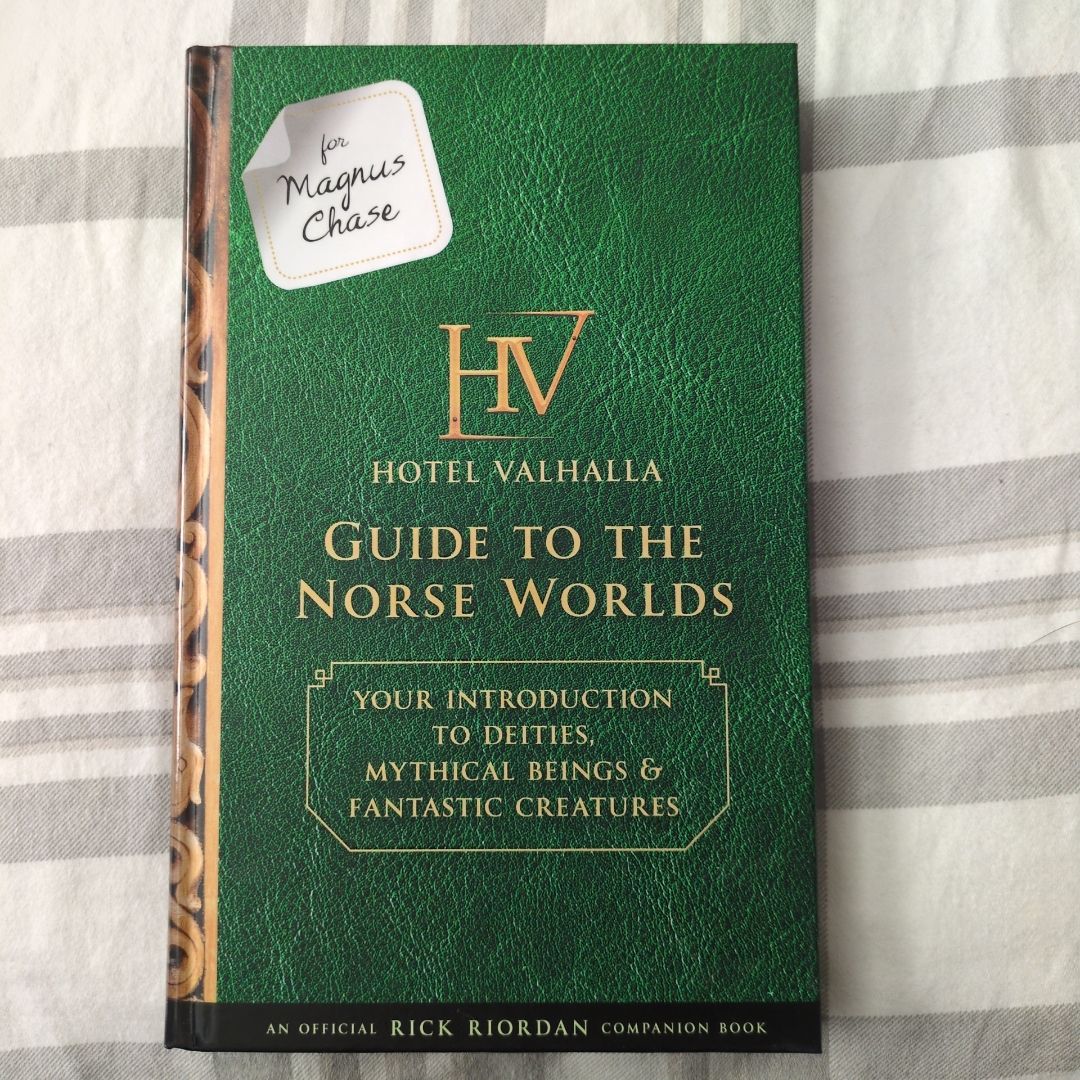 for
Magnus
Chase
HV
HOTEL VALHALLA
GUIDE TO THE
NORSE WORLDS
YOUR INTRODUCTION
TO DEITIES,
MYTHICAL BEINGS &
FANTASTIC CREATURES
AN OFFICIAL RICK RIORDAN COMPANION BOOK